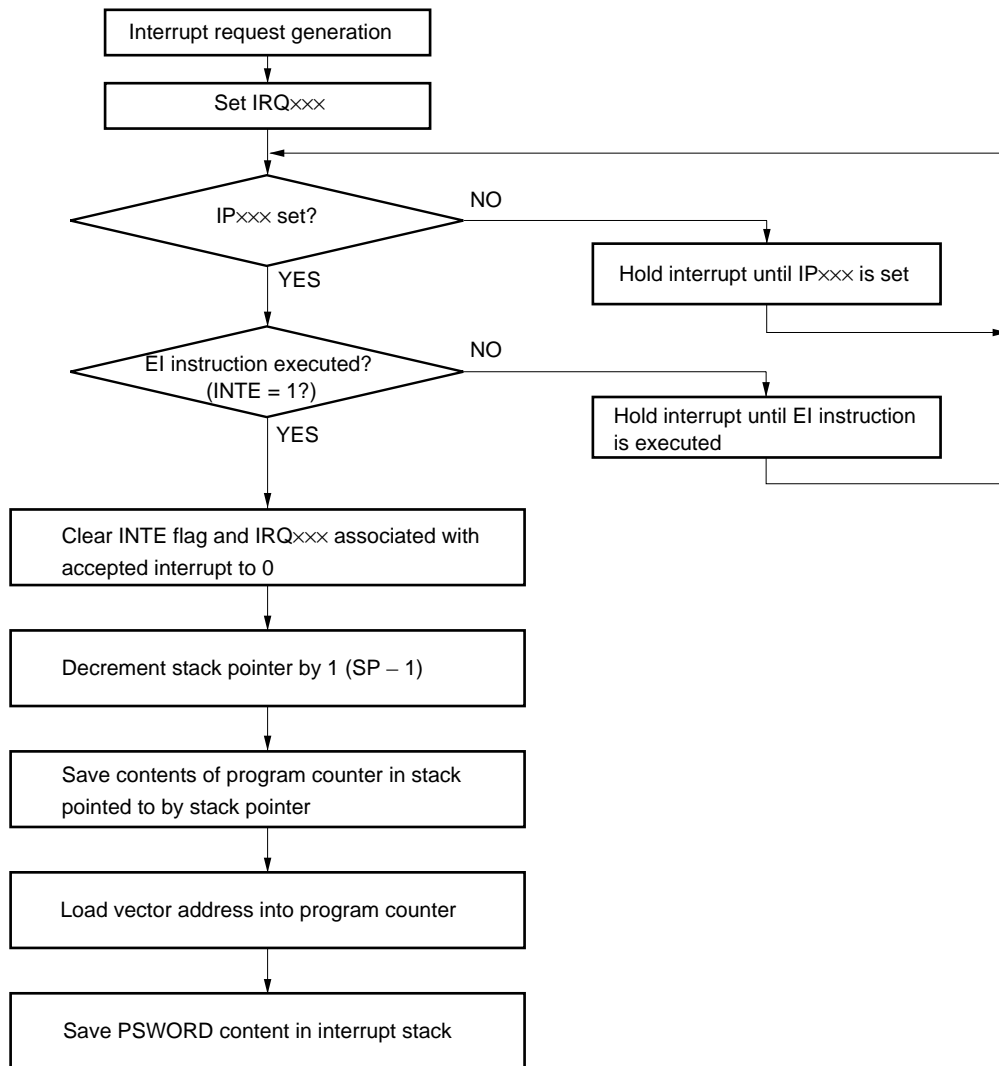 Interrupt request generation
Set IRQ×××
IP××× set?
NO
Hold interrupt until IP××× is set
YES
EI instruction executed?
(INTE = 1?)
NO
Hold interrupt until EI instruction
is executed
YES
Clear INTE flag and IRQ××× associated with
accepted interrupt to 0
Decrement stack pointer by 1 (SP – 1)
Save contents of program counter in stack
pointed to by stack pointer
Load vector address into program counter
Save PSWORD content in interrupt stack